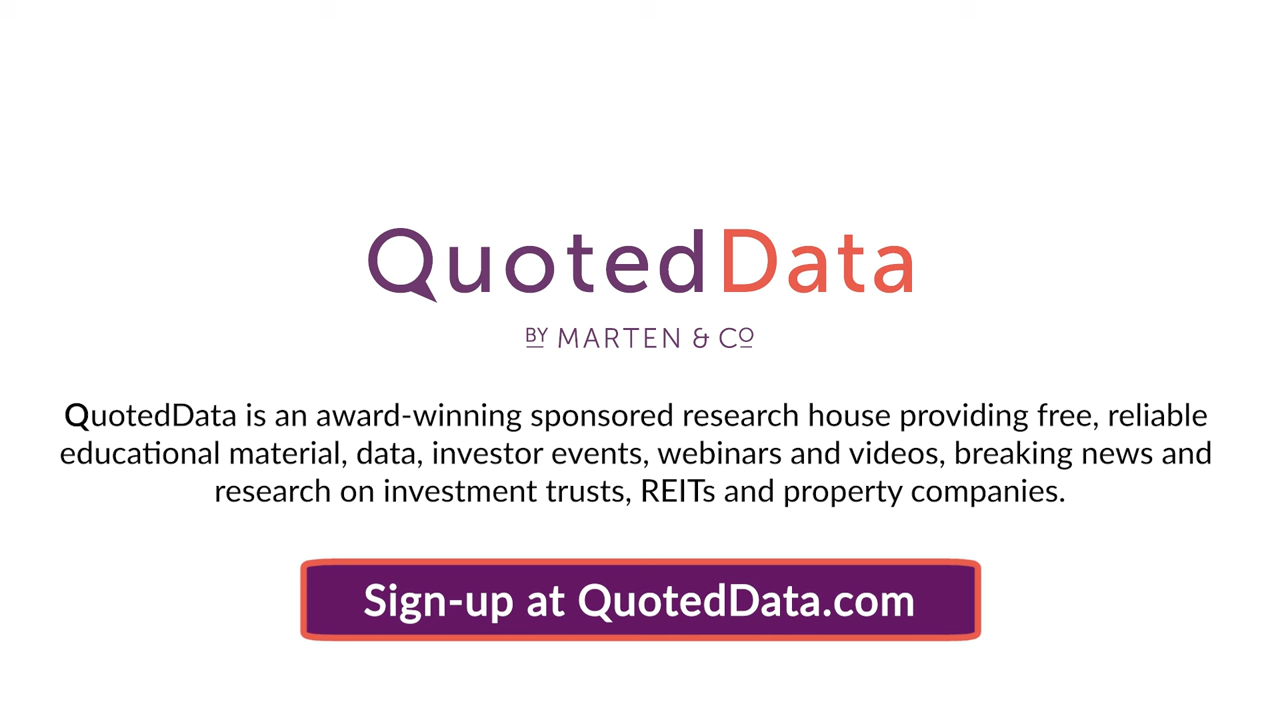 QuotedData
BY MARTEN & CO
QuotedData is an award-winning sponsored research house providing free, reliable
educational material, data, investor events, webinars and videos, breaking news and
research on investment trusts, REITs and property companies.
Sign-up at QuotedData.com